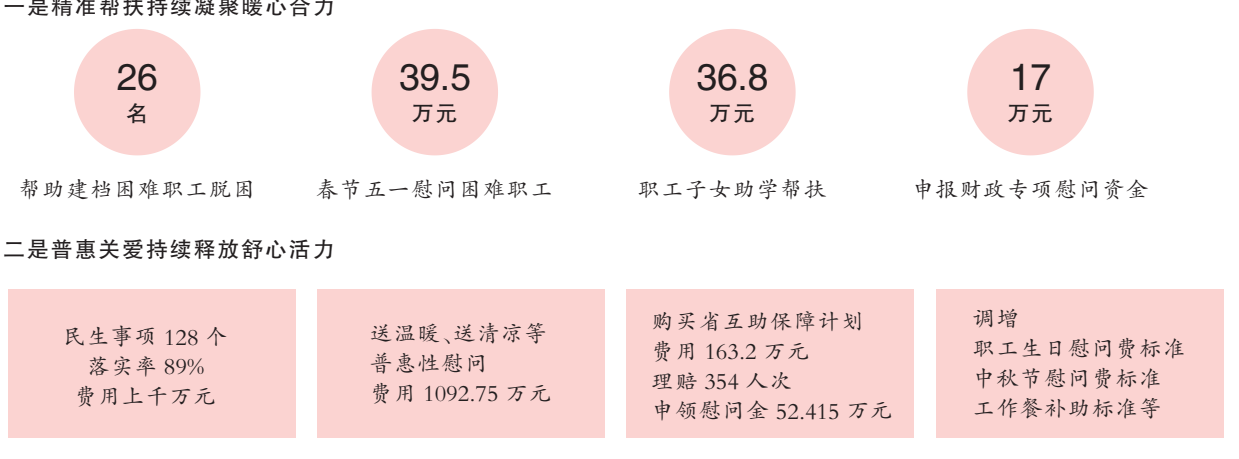 一是精准帮扶持续凝聚暖心合力
26
名
39.5
万元
36.8
万元
17
万元
帮助建档困难职工脱困
春节五一慰问困难职工
职工子女助学帮扶
申报财政专项慰问资金
二是普惠关爱持续释放舒心活力
民生事项 128 个
落实率 89%
费用上千万元
送温暖、送清凉等
普惠性慰问
费用 1092.75 万元
购买省互助保障计划
费用 163.2 万元
理赔 354 人次
申领慰问金 52.415 万元
调增
职工生日慰问费标准
中秋节慰问费标准
工作餐补助标准等